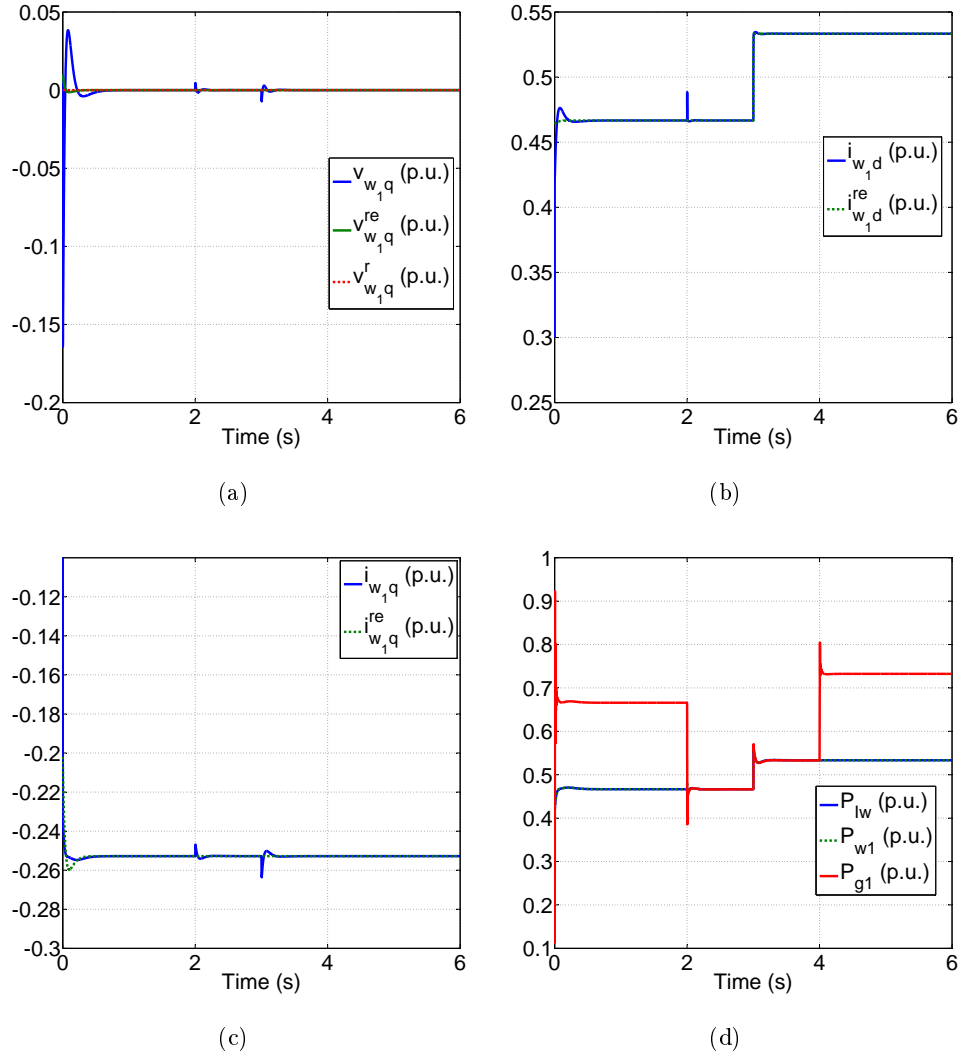 0.05
0
-0.05
-0.1
-0.15
-0.2
0 2 4 6
Time (s)
v_{w_1q} (p.u.)
v^{re}_{w_1q} (p.u.)
v^{r}_{w_1q} (p.u.)
(a)
0.55
0.5
0.45
0.4
0.35
0.3
0.25
0 2 4 6
Time (s)
i_{w_1d} (p.u.)
i^{re}_{w_1d} (p.u.)
(b)
-0.12
-0.14
-0.16
-0.18
-0.2
-0.22
-0.24
-0.26
-0.28
-0.3
0 2 4 6
Time (s)
i_{w_1q} (p.u.)
i^{re}_{w_1q} (p.u.)
(c)
1
0.9
0.8
0.7
0.6
0.5
0.4
0.3
0.2
0.1
0 2 4 6
Time (s)
P_{lw} (p.u.)
P_{w1} (p.u.)
P_{g1} (p.u.)
(d)